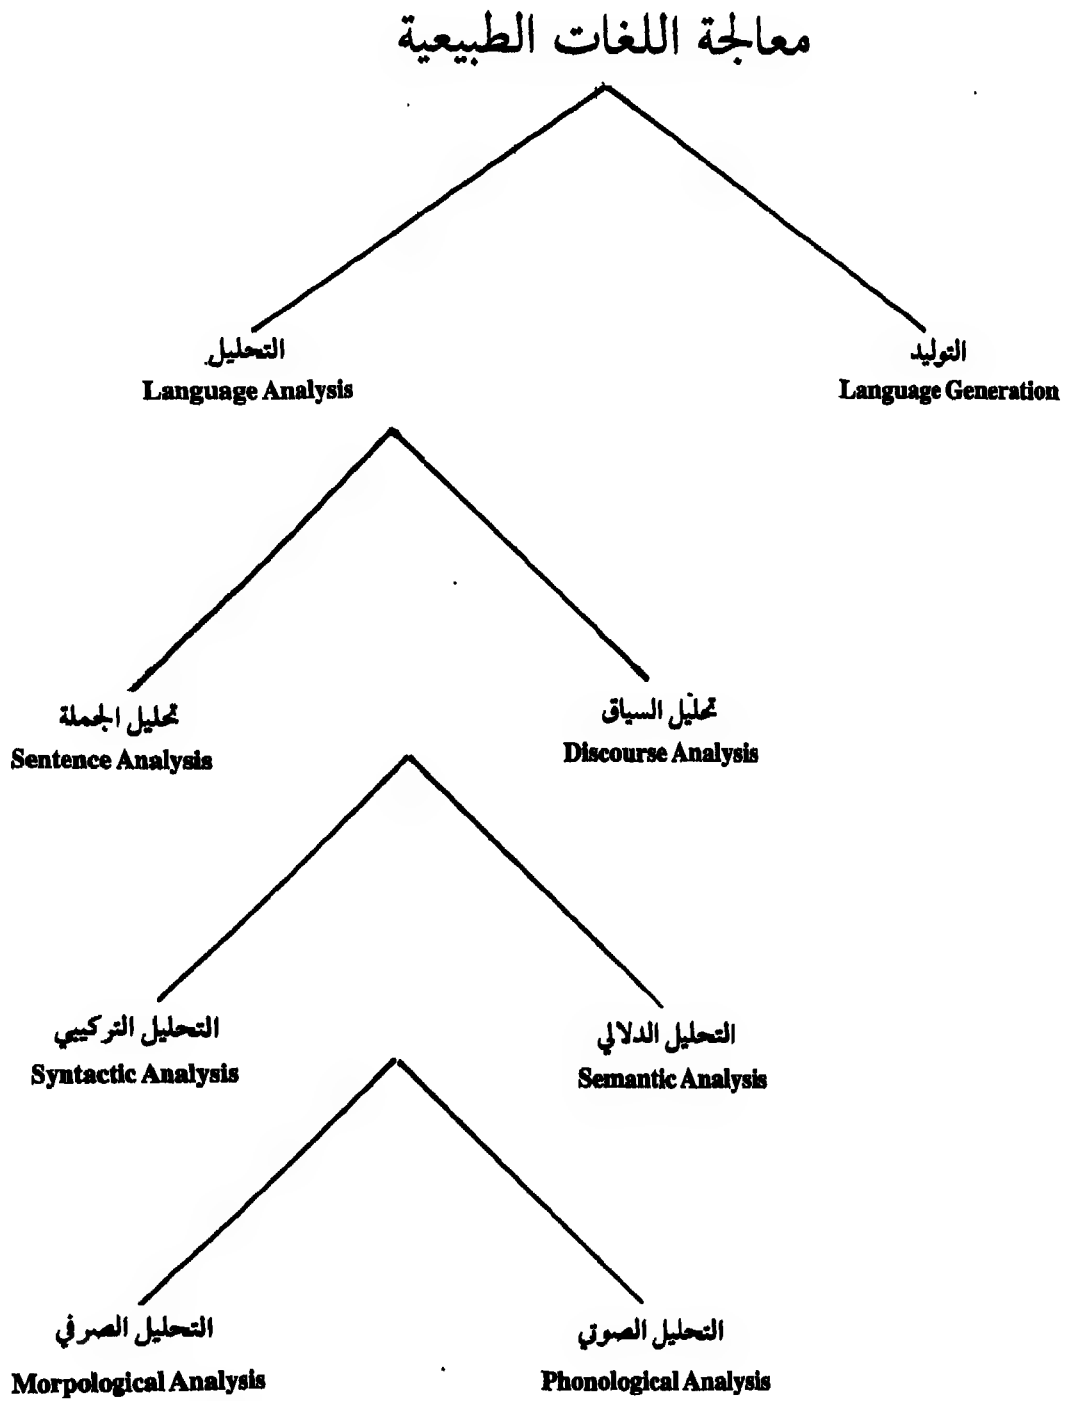 معالجة اللغات الطبيعية
التوليد
Language Generation
التحليل
Language Analysis
تحليل السياق
Discourse Analysis
تحليل الجملة
Sentence Analysis
التحليل الدلالي
Semantic Analysis
التحليل التركيبي
Syntactic Analysis
التحليل الصوتي
Phonological Analysis
التحليل الصرفي
Morpological Analysis